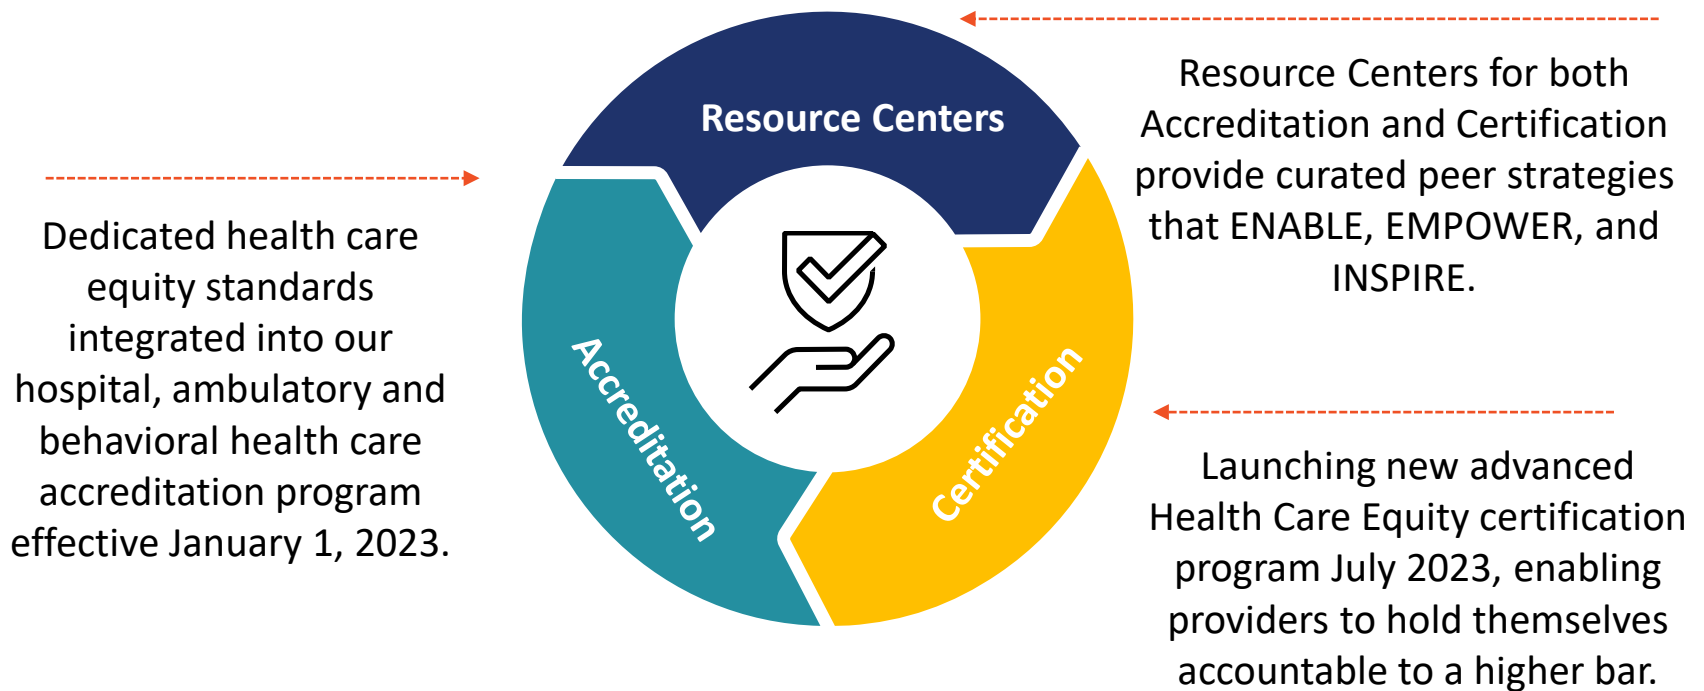 Resource Centers
Accreditation
Certification
Dedicated health care
equity standards
integrated into our
hospital, ambulatory and
behavioral health care
accreditation program
effective January 1, 2023.
Resource Centers for both
Accreditation and Certification
provide curated peer strategies
that ENABLE, EMPOWER, and
INSPIRE.
Launching new advanced
Health Care Equity certification
program July 2023, enabling
providers to hold themselves
accountable to a higher bar.